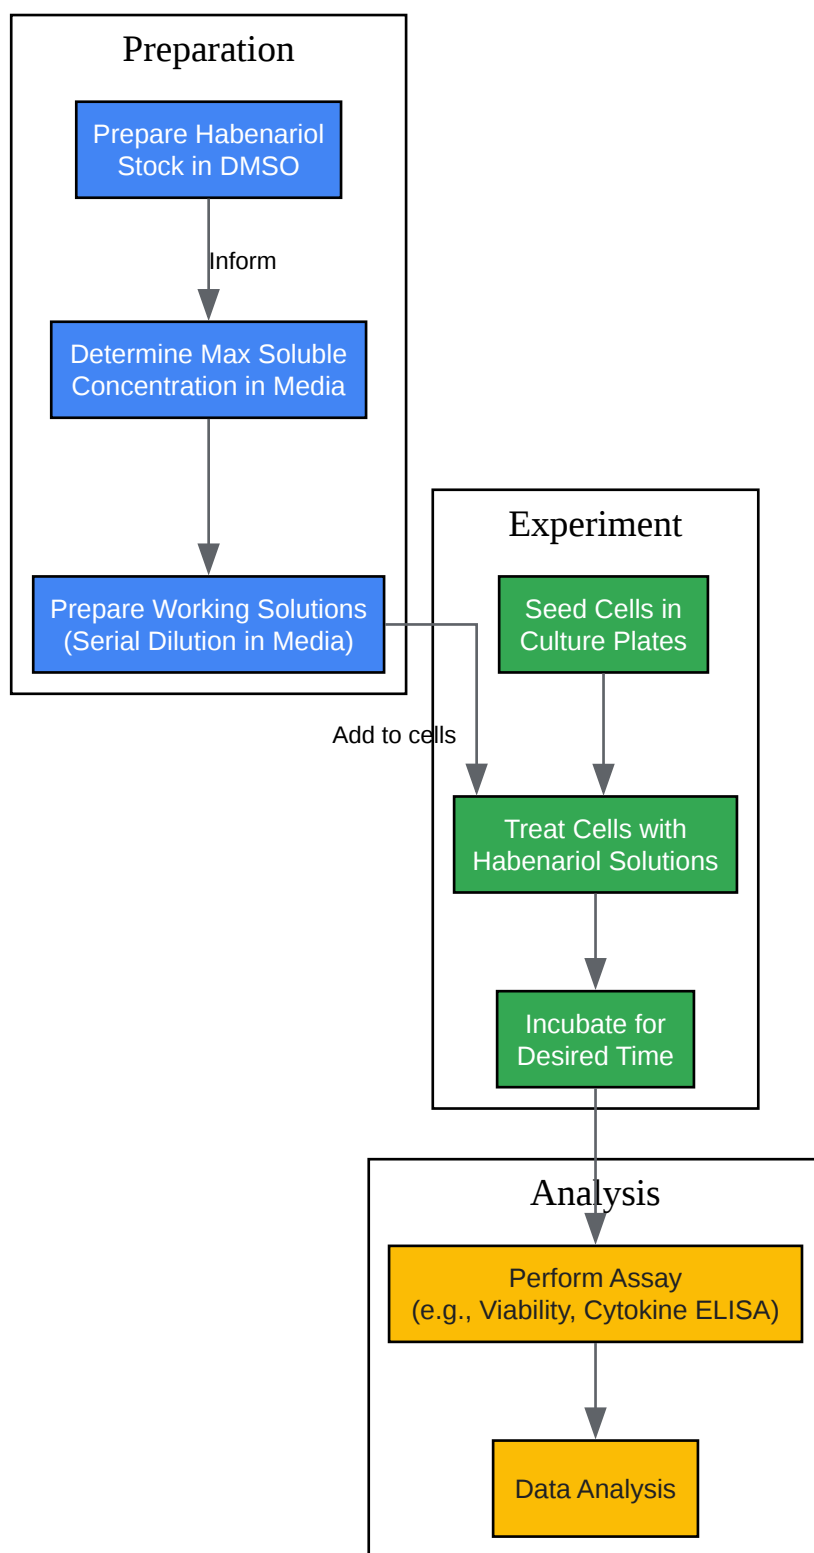 Preparation
Prepare Habenariol
Stock in DMSO
Inform
Determine Max Soluble
Concentration in Media
Prepare Working Solutions
(Serial Dilution in Media)
Experiment
Seed Cells in
Culture Plates
Add to cells
Treat Cells with
Habenariol Solutions
Incubate for
Desired Time
Analysis
Perform Assay
(e.g., Viability, Cytokine ELISA)
Data Analysis